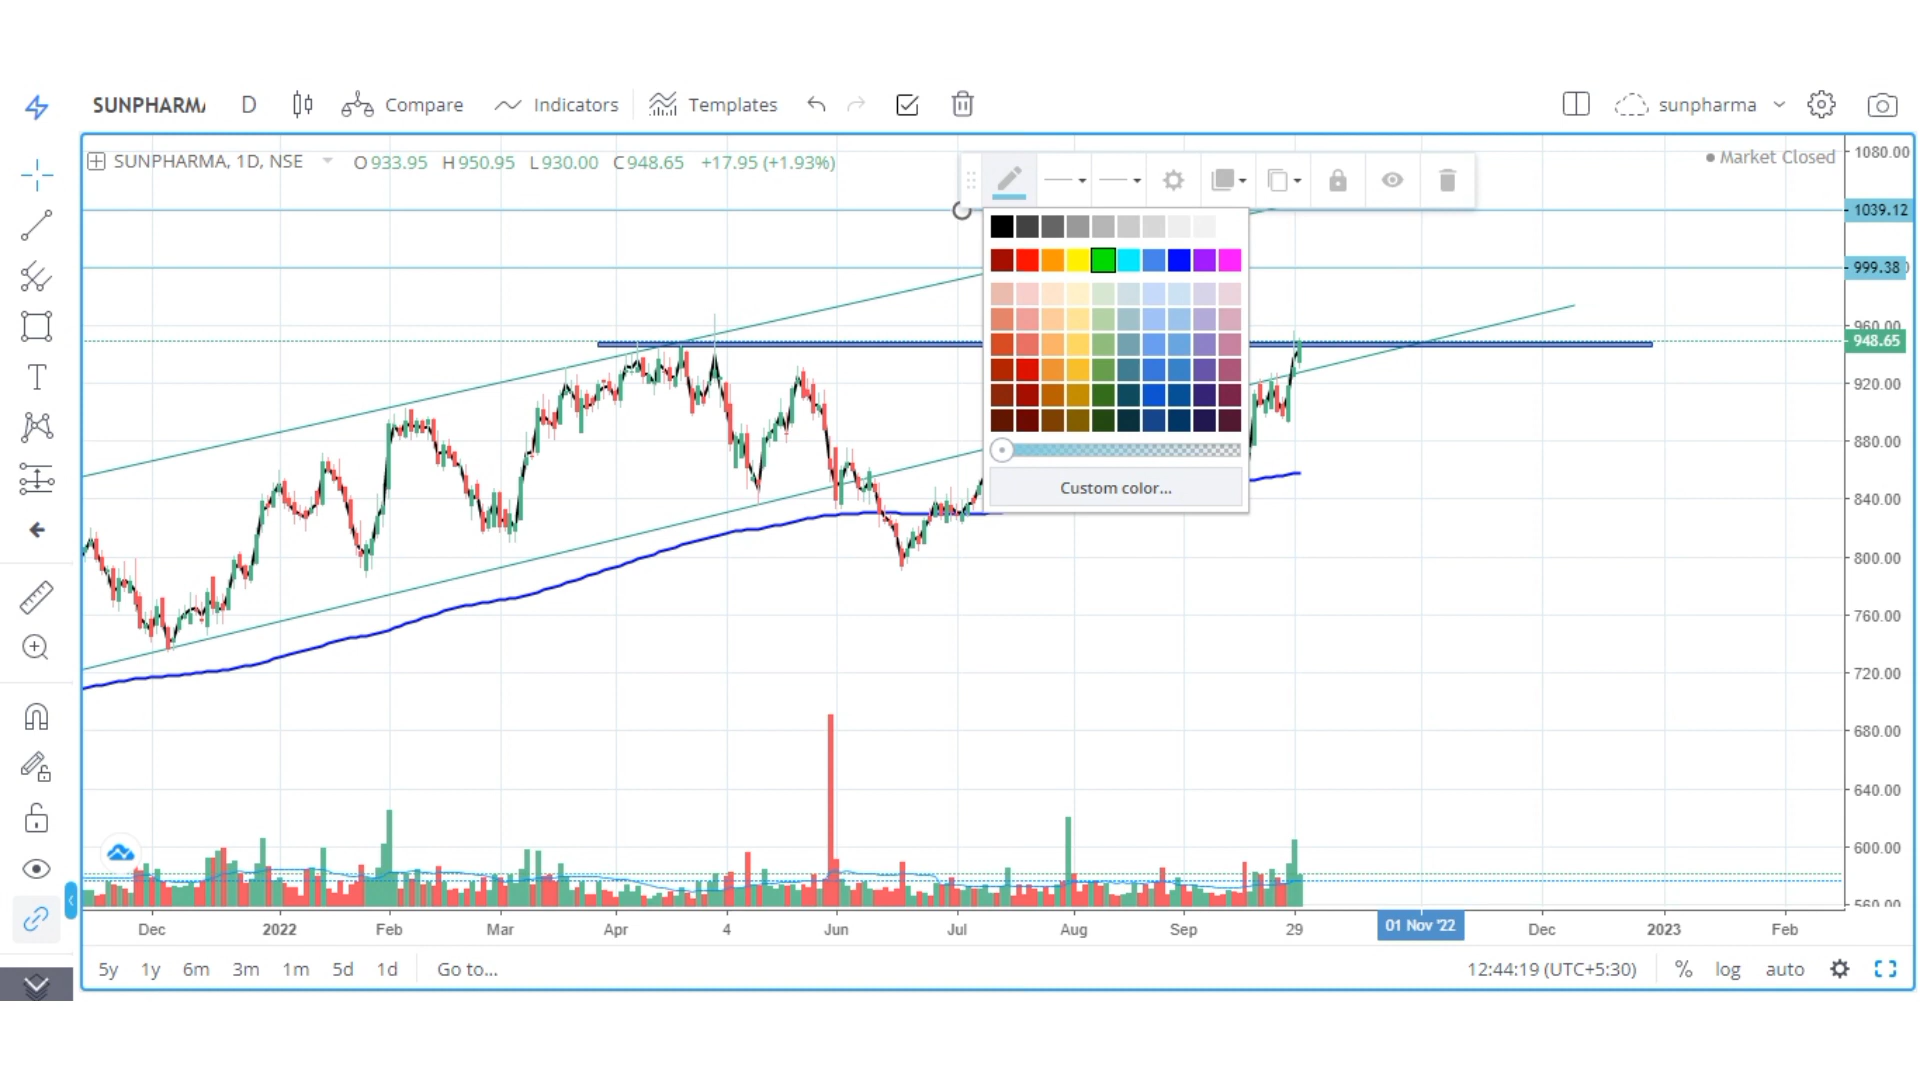 SUNPHARMA D Compare Indicators Templates sunpharma
SUNPHARMA, 1D, NSE O933.95 H950.95 L930.00 C948.65 +17.95 (+1.93%)
Market Closed
1080.00
1039.12
999.38
960.00
948.65
920.00
880.00
840.00
800.00
760.00
720.00
680.00
640.00
600.00
560.00
Custom color...
Dec 2022 Feb Mar Apr 4 Jun Jul Aug Sep 29 01 Nov '22 Dec 2023 Feb
5y 1y 6m 3m 1m 5d 1d Go to... 12:44:19 (UTC+5:30) % log auto